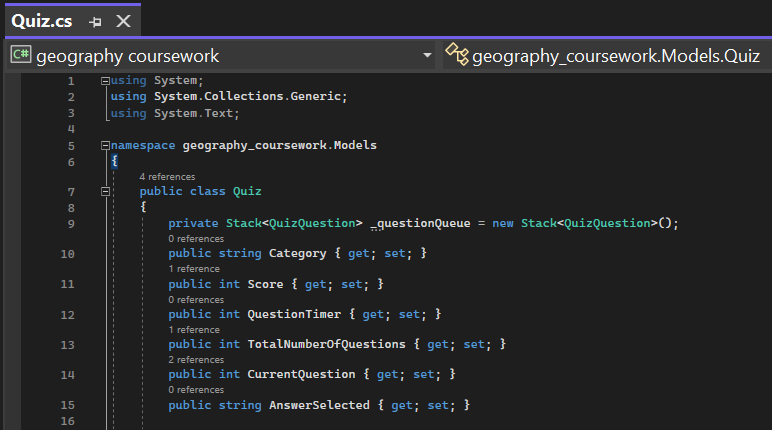 Quiz.cs
C# geography coursework geography_coursework.Models.Quiz
1 using System;
2 using System.Collections.Generic;
3 using System.Text;
4
5 namespace geography_coursework.Models
6 {
4 references
7 public class Quiz
8 {
9 private Stack<QuizQuestion> _questionQueue = new Stack<QuizQuestion>();
0 references
10 public string Category { get; set; }
1 reference
11 public int Score { get; set; }
0 references
12 public int QuestionTimer { get; set; }
1 reference
13 public int TotalNumberOfQuestions { get; set; }
2 references
14 public int CurrentQuestion { get; set; }
0 references
15 public string AnswerSelected { get; set; }
16